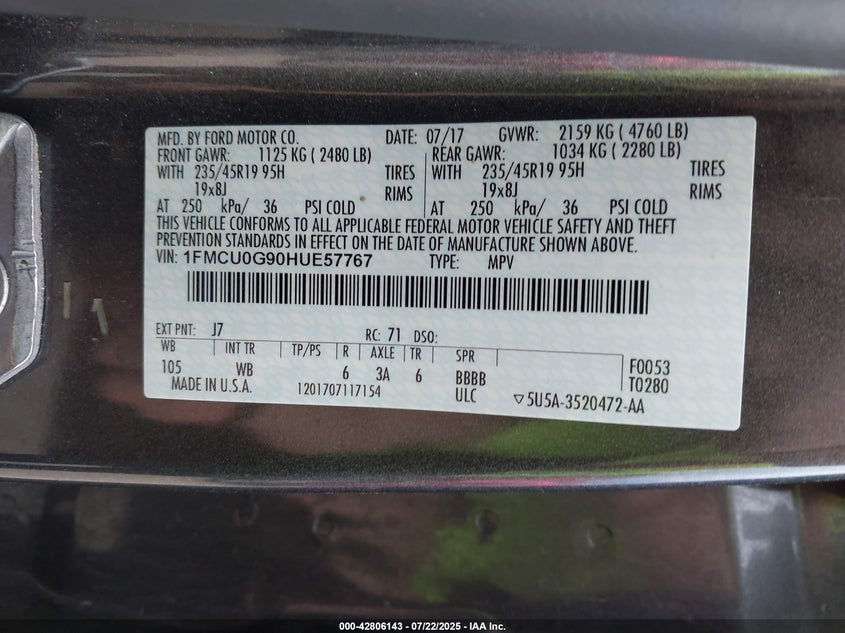 MFD. BY FORD MOTOR CO. DATE: 07/17 GVWR: 2159 KG ( 4760 LB)
FRONT GAWR: 1125 KG ( 2480 LB) REAR GAWR: 1034 KG ( 2280 LB)
WITH 235/45R19 95H TIRES WITH 235/45R19 95H TIRES
19x8J RIMS 19x8J RIMS
AT 250 kPa/ 36 PSI COLD AT 250 kPa/ 36 PSI COLD
THIS VEHICLE CONFORMS TO ALL APPLICABLE FEDERAL MOTOR VEHICLE SAFETY AND THEFT
PREVENTION STANDARDS IN EFFECT ON THE DATE OF MANUFACTURE SHOWN ABOVE.
VIN: 1FMCU0G90HUE57767 TYPE: MPV
EXT PNT: J7 RC: 71 DSO:
WB INT TR TP/PS R AXLE TR SPR F0053
105 WB 6 3A 6 BBBB T0280
MADE IN U.S.A. 1201707117154 ULC ▽5U5A-3520472-AA
000-42806143 / 07/22/2025 - IAA Inc.